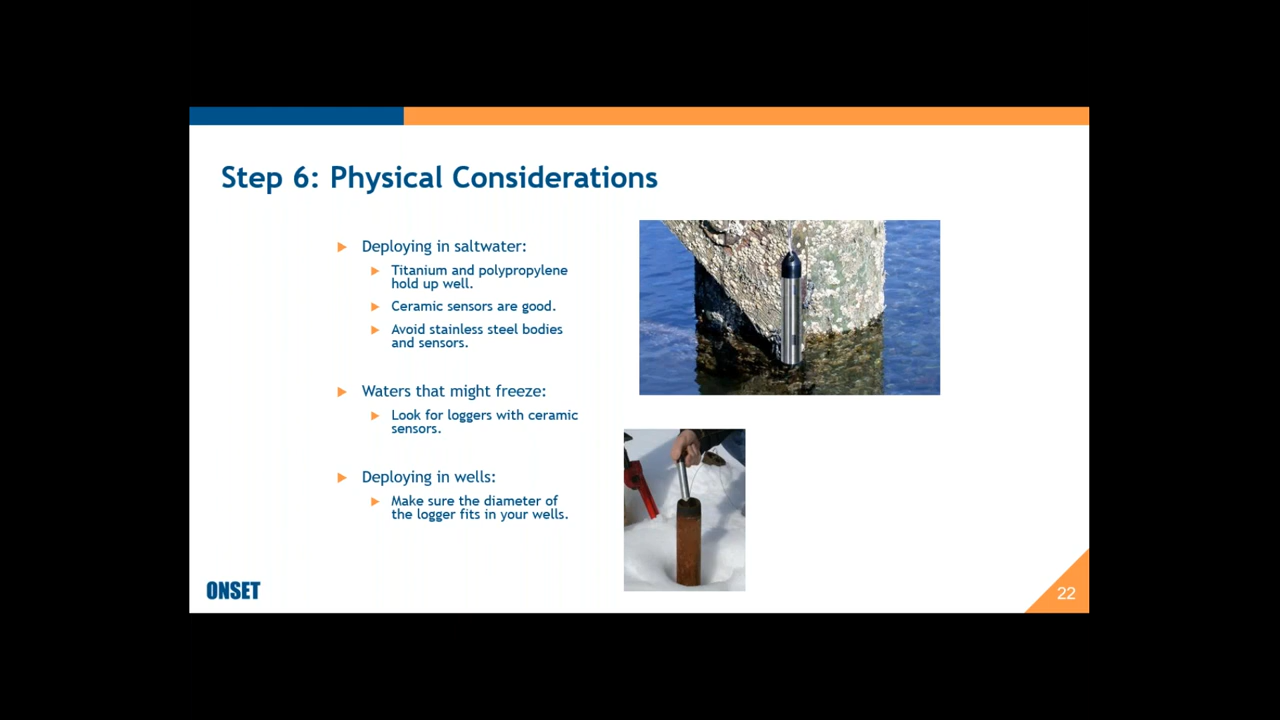 Step 6: Physical Considerations
Deploying in saltwater:
Titanium and polypropylene
hold up well.
Ceramic sensors are good.
Avoid stainless steel bodies
and sensors.
Waters that might freeze:
Look for loggers with ceramic
sensors.
Deploying in wells:
Make sure the diameter of
the logger fits in your wells.
ONSET
22